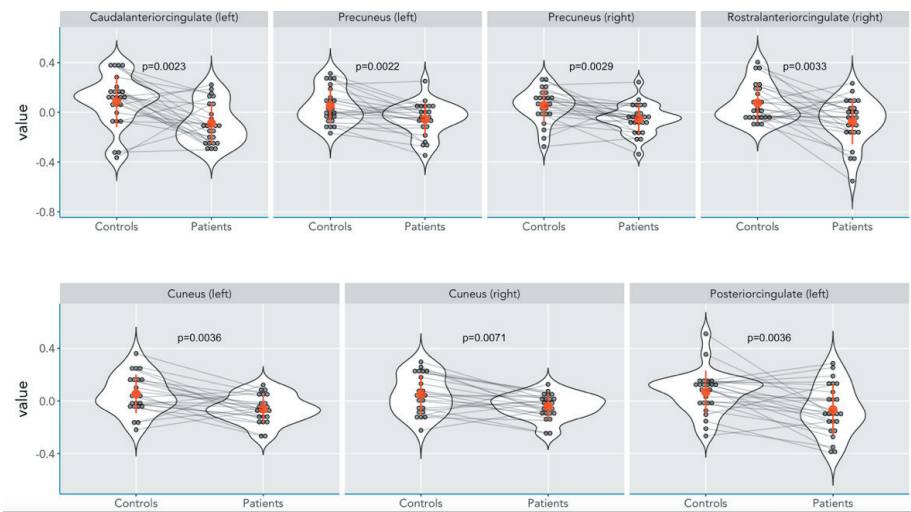 Caudalanteriorcingulate (left) Precuneus (left) Precuneus (right) Rostralanteriorcingulate (right)
p=0.0023 p=0.0022 p=0.0029 p=0.0033
value
0.4
0.0
-0.4
-0.8
Controls Patients Controls Patients Controls Patients Controls Patients
Cuneus (left) Cuneus (right) Posteriorcingulate (left)
p=0.0036 p=0.0071 p=0.0036
value
0.4
0.0
-0.4
Controls Patients Controls Patients Controls Patients